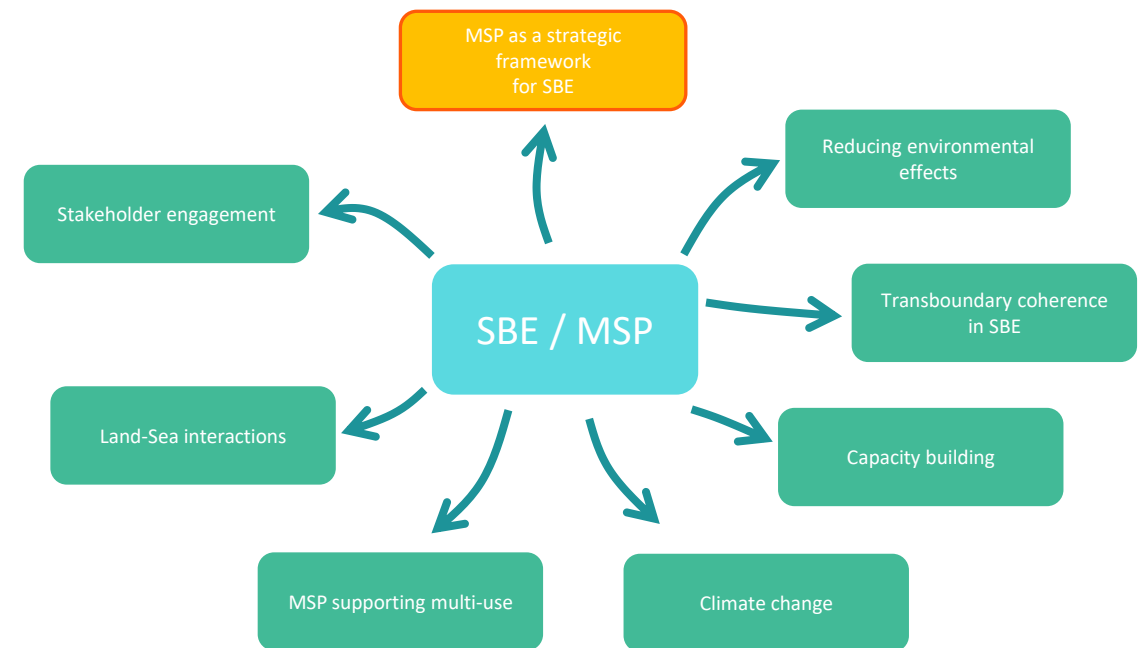 MSP as a strategic
framework
for SBE
Reducing environmental
effects
Stakeholder engagement
Transboundary coherence
in SBE
SBE / MSP
Land-Sea interactions
Capacity building
MSP supporting multi-use
Climate change